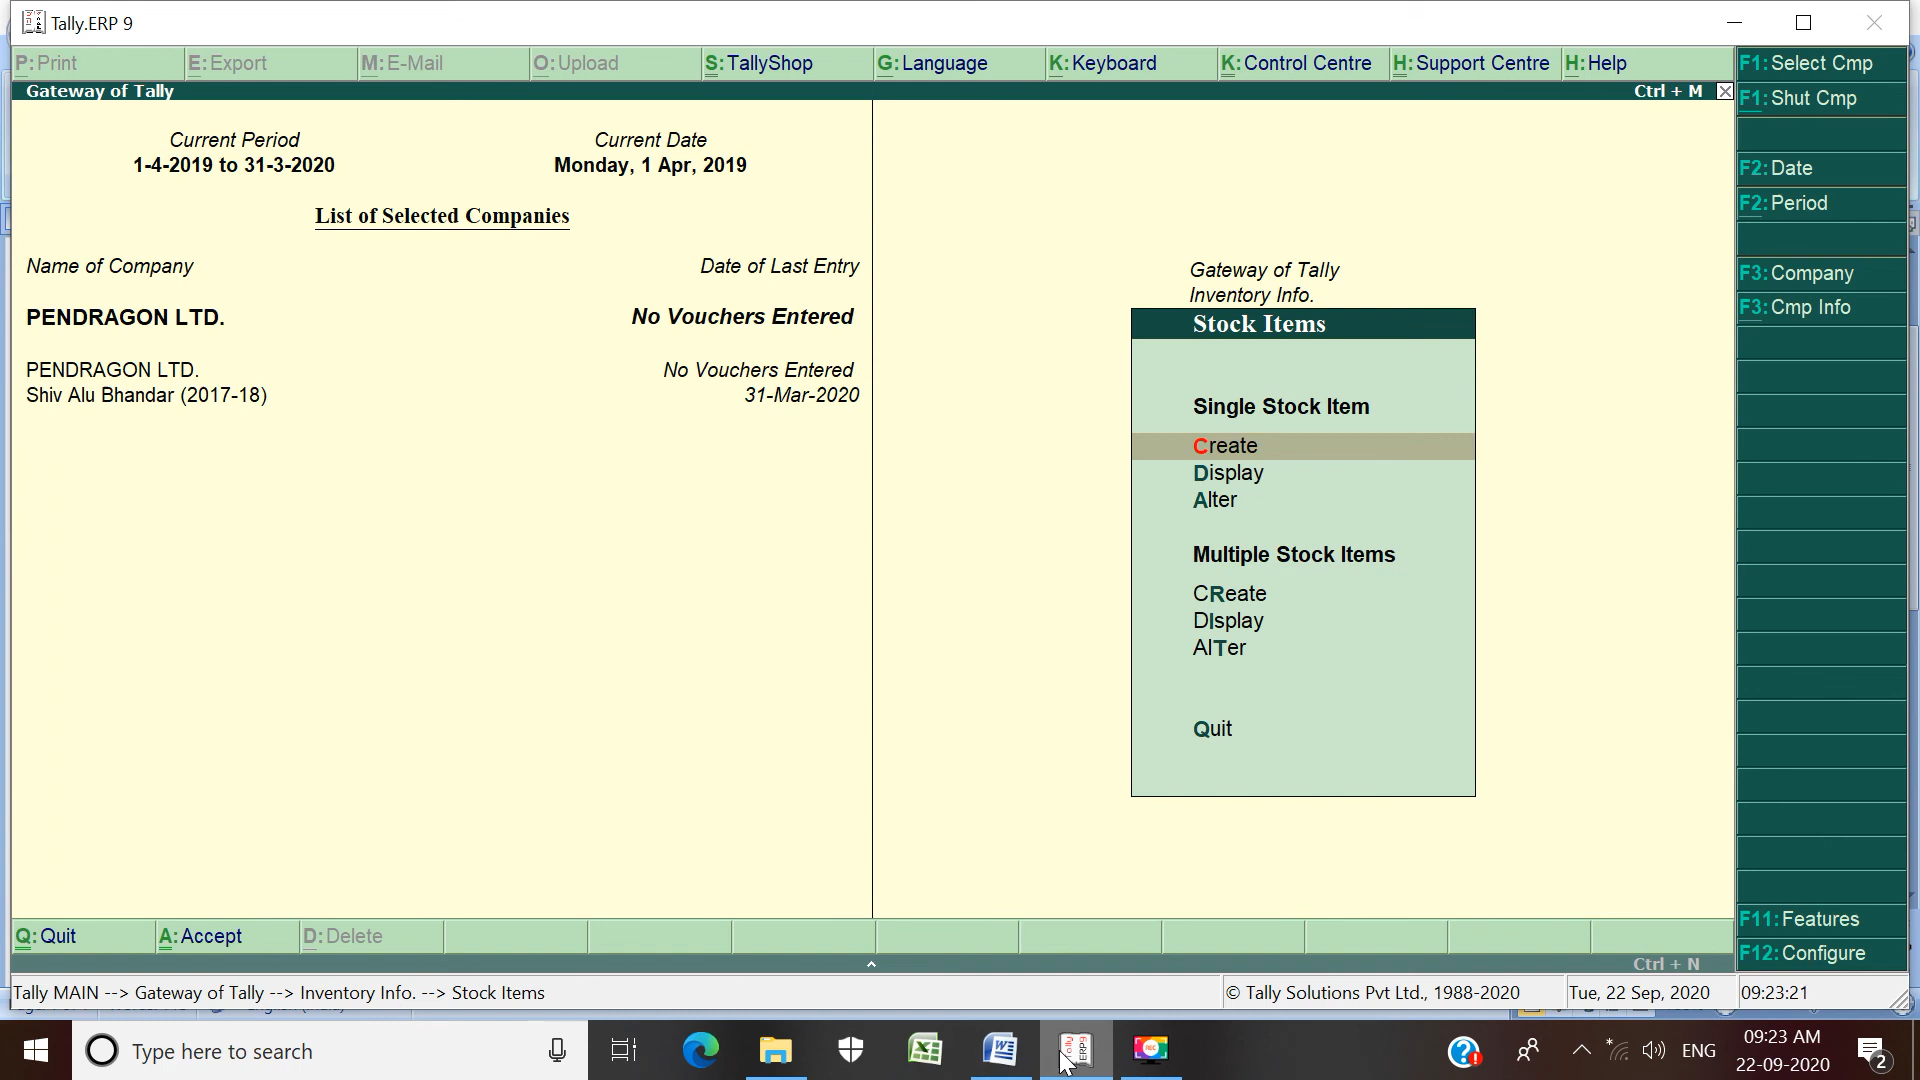 Tally.ERP 9
P: Print
E: Export
M: E-Mail
O: Upload
S: TallyShop
G: Language
K: Keyboard
K: Control Centre
H: Support Centre
H: Help
Gateway of Tally
Ctrl + M
Current Period
1-4-2019 to 31-3-2020
Current Date
Monday, 1 Apr, 2019
List of Selected Companies
Name of Company
Date of Last Entry
PENDRAGON LTD.
No Vouchers Entered
PENDRAGON LTD.
No Vouchers Entered
Shiv Alu Bhandar (2017-18)
31-Mar-2020
Gateway of Tally
Inventory Info.
Stock Items
Single Stock Item
Create
Display
Alter
Multiple Stock Items
CReate
DIsplay
AlTer
Quit
F1: Select Cmp
F1: Shut Cmp
F2: Date
F2: Period
F3: Company
F3: Cmp Info
F11: Features
F12: Configure
Q: Quit
A: Accept
D: Delete
Ctrl + N
Tally MAIN --> Gateway of Tally --> Inventory Info. --> Stock Items
© Tally Solutions Pvt Ltd., 1988-2020
Tue, 22 Sep, 2020
09:23:21
Type here to search
ENG
09:23 AM
22-09-2020
2